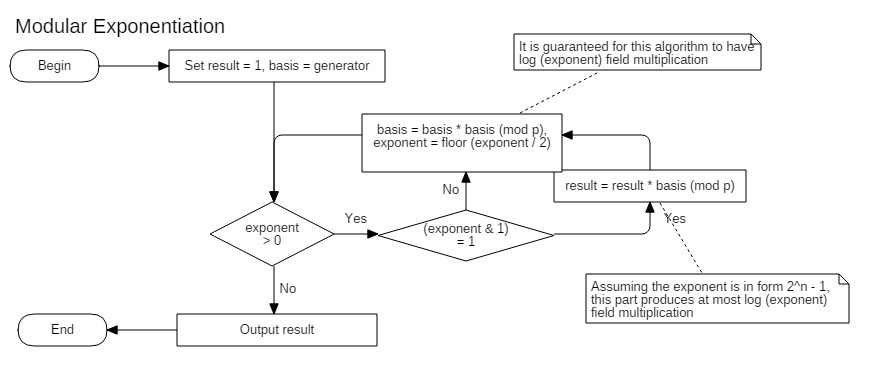 Modular Exponentiation
It is guaranteed for this algorithm to have
log (exponent) field multiplication
Begin
Set result = 1, basis = generator
basis = basis * basis (mod p),
exponent = floor (exponent / 2)
result = result * basis (mod p)
No
Yes
Yes
exponent
> 0
(exponent & 1)
= 1
No
Assuming the exponent is in form 2^n - 1,
this part produces at most log (exponent)
field multiplication
End
Output result